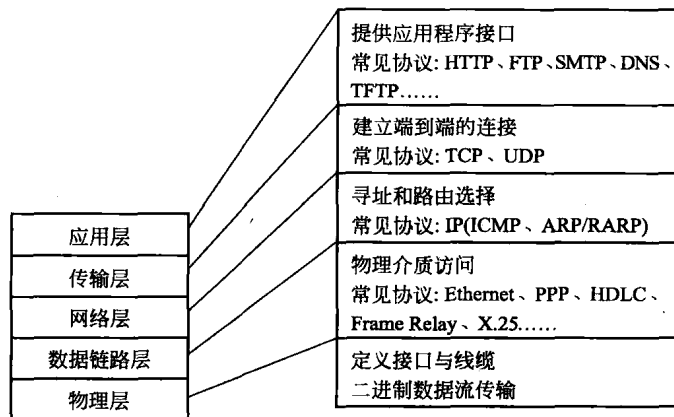 提供应用程序接口
常见协议: HTTP、FTP、SMTP、DNS、
TFTP……
建立端到端的连接
常见协议: TCP、UDP
寻址和路由选择
常见协议: IP(ICMP、ARP/RARP)
物理介质访问
常见协议: Ethernet、PPP、HDLC、
Frame Relay、X.25……
定义接口与线缆
二进制数据流传输
应用层
传输层
网络层
数据链路层
物理层